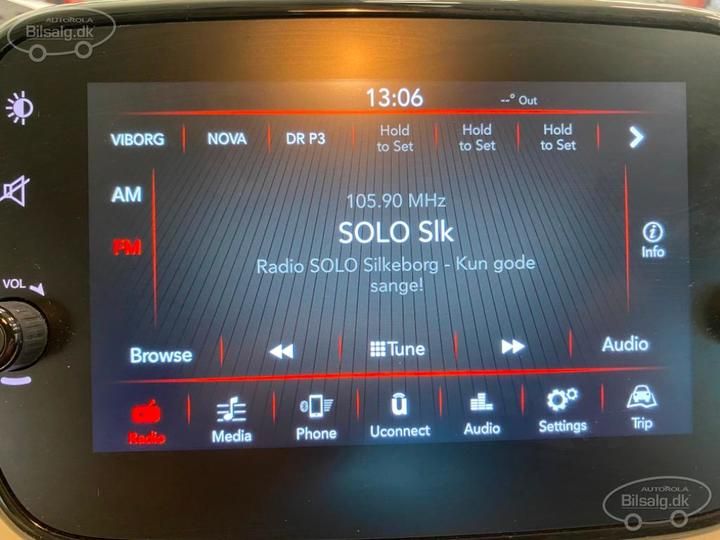 AUTOROLA
Bilsalg.dk
13:06
--° Out
VIBORG NOVA DR P3 Hold to Set Hold to Set Hold to Set
AM
FM
105.90 MHz
SOLO Slk
Radio SOLO Silkeborg - Kun gode
sange!
Info
VOL
Browse Tune Audio
Radio Media Phone Uconnect Audio Settings Trip
AUTOROLA
Bilsalg.dk